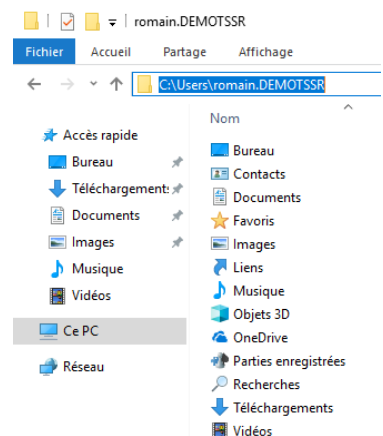 romain.DEMOTSSR
Fichier Accueil Partage Affichage
C:\Users\romain.DEMOTSSR
Nom
Accès rapide
Bureau
Téléchargement:
Documents
Images
Musique
Vidéos
Ce PC
Réseau
Bureau
Contacts
Documents
Favoris
Images
Liens
Musique
Objets 3D
OneDrive
Parties enregistrées
Recherches
Téléchargements
Vidéos